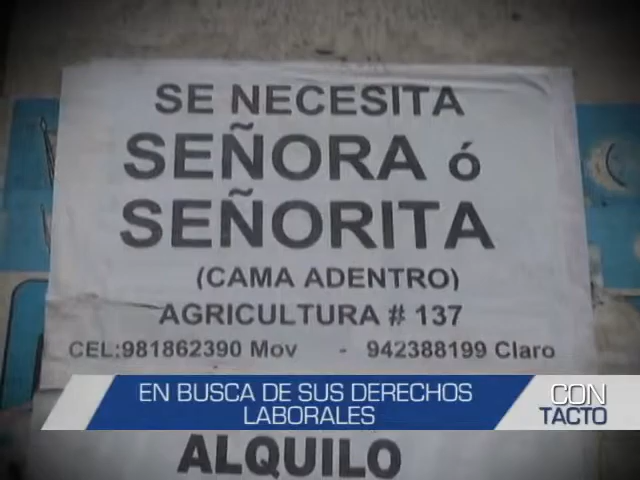 SE NECESITA
SEÑORA ó
SEÑORITA
(CAMA ADENTRO)
AGRICULTURA # 137
CEL:981862390 Mov - 942388199 Claro
EN BUSCA DE SUS DERECHOS
LABORALES
CON
TACTO
ALQUILO